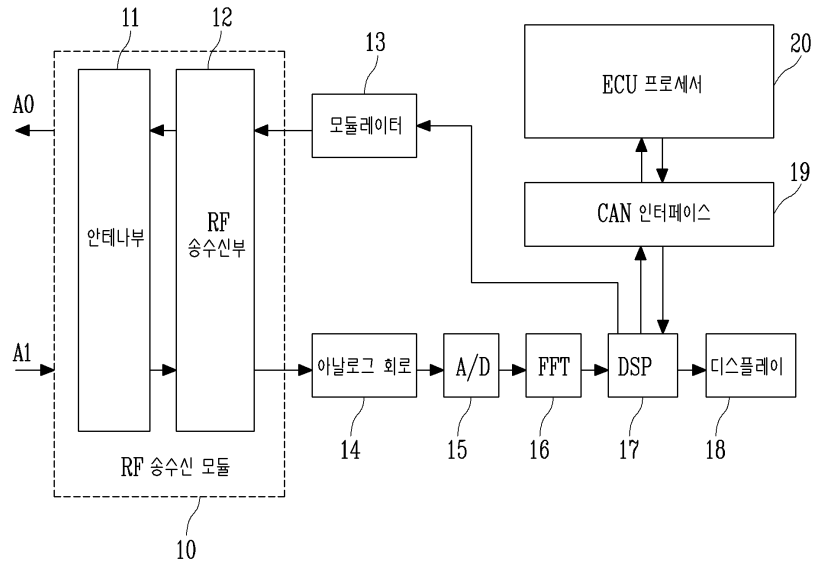 11
12
13
20
ECU 프로세서
A0
모듈레이터
19
CAN 인터페이스
안테나부
RF
송수신부
A1
아날로그 회로
A/D
FFT
DSP
디스플레이
14
15
16
17
18
RF 송수신 모듈
10